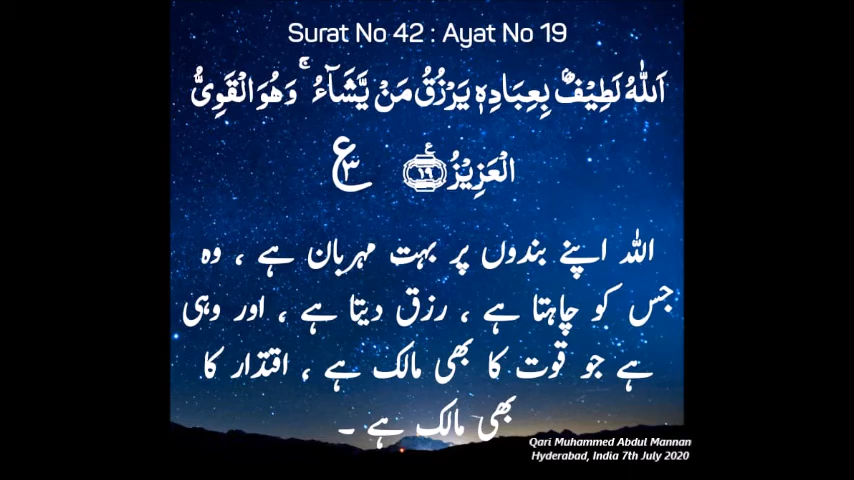 Surat No 42 : Ayat No 19
اَللّٰهُ لَطِيْفٌۢ بِعِبَادِهٖ يَرْزُقُ مَنْ يَّشَآءُ ۚ وَهُوَ الْقَوِىُّ
الْعَزِيْزُ ﴿١٩﴾ ع ٣
اللہ اپنے بندوں پر بہت مہربان ہے ، وہ
جس کو چاہتا ہے ، رزق دیتا ہے ، اور وہی
ہے جو قوت کا بھی مالک ہے ، اقتدار کا
بھی مالک ہے ۔
Qari Muhammed Abdul Mannan
Hyderabad, India 7th July 2020